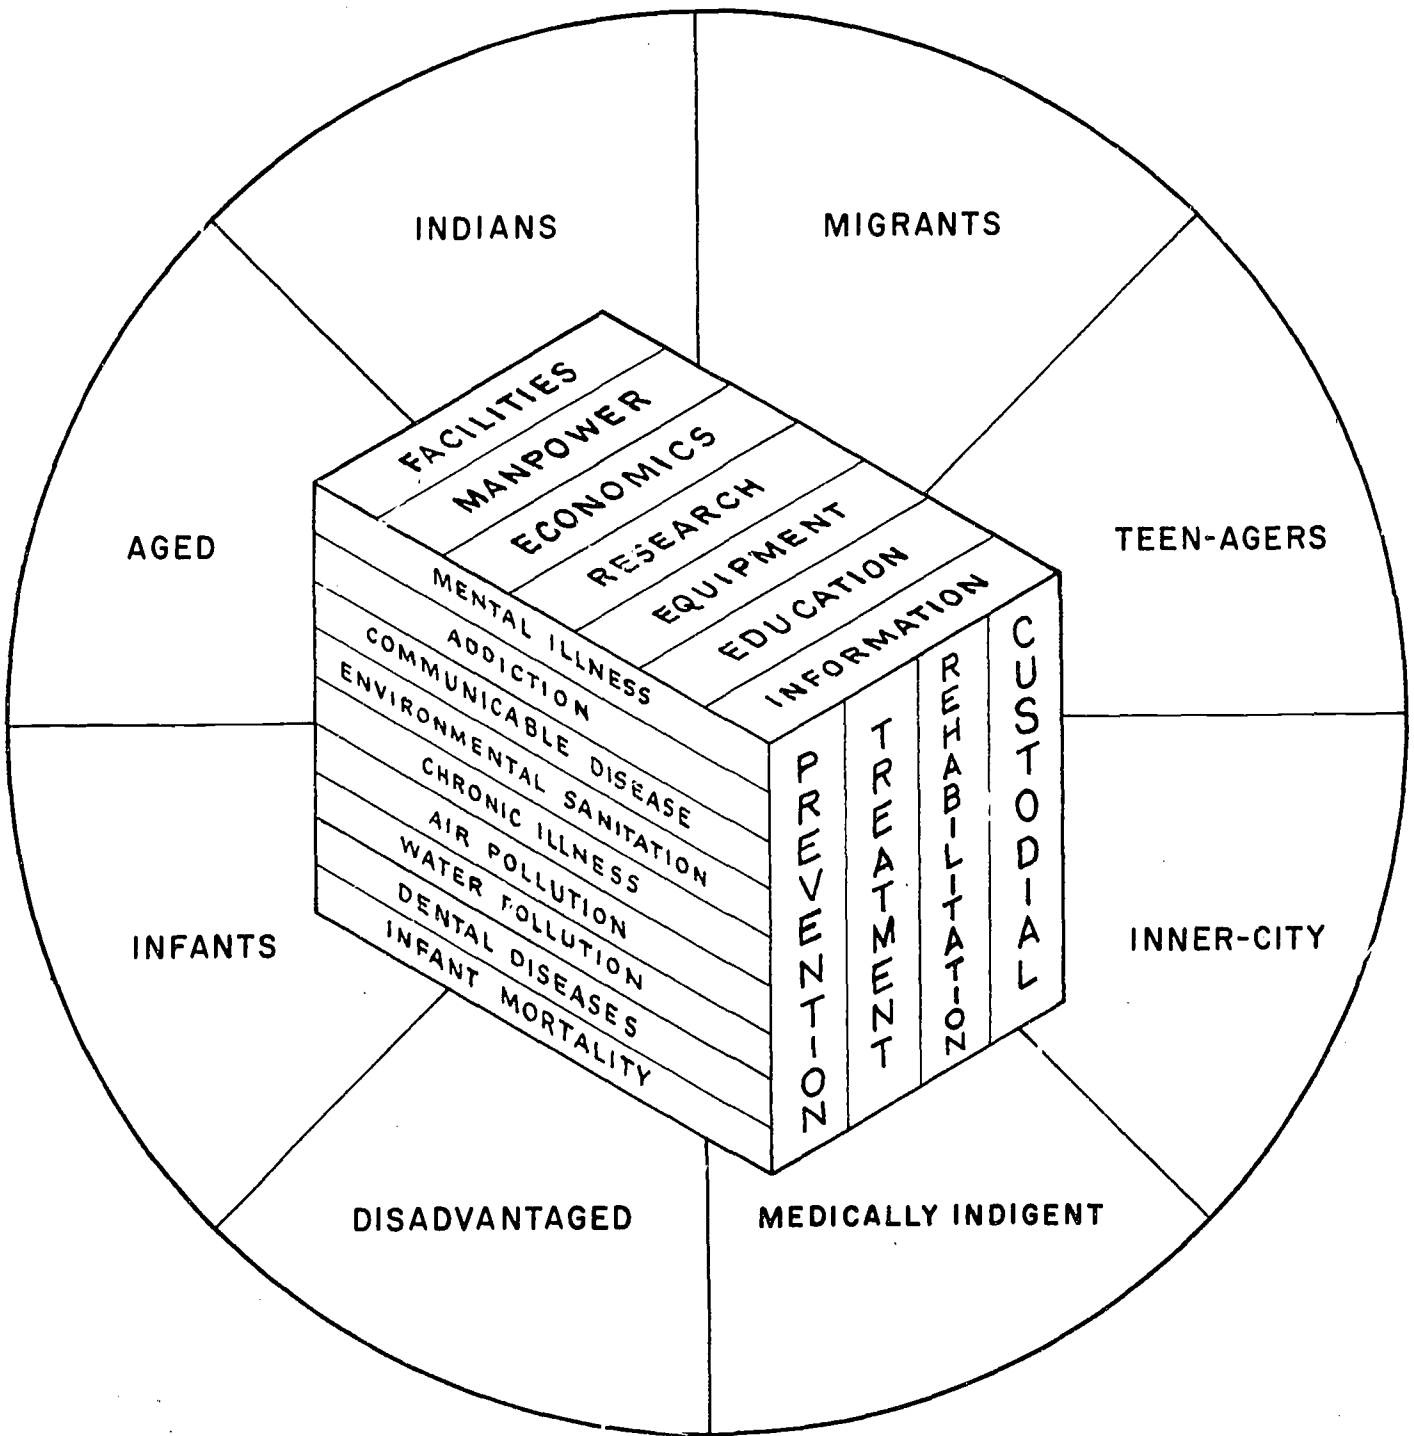 INDIANS
MIGRANTS
AGED
TEEN-AGERS
INFANTS
INNER-CITY
DISADVANTAGED
MEDICALLY INDIGENT
FACILITIES
MANPOWER
ECONOMICS
RESEARCH
EQUIPMENT
EDUCATION
INFORMATION
MENTAL ILLNESS
ADDICTION
COMMUNICABLE DISEASE
ENVIRONMENTAL SANITATION
CHRONIC ILLNESS
AIR POLLUTION
WATER POLLUTION
DENTAL DISEASES
INFANT MORTALITY
PREVENTION
TREATMENT
REHABILITATION
CUSTODIAL